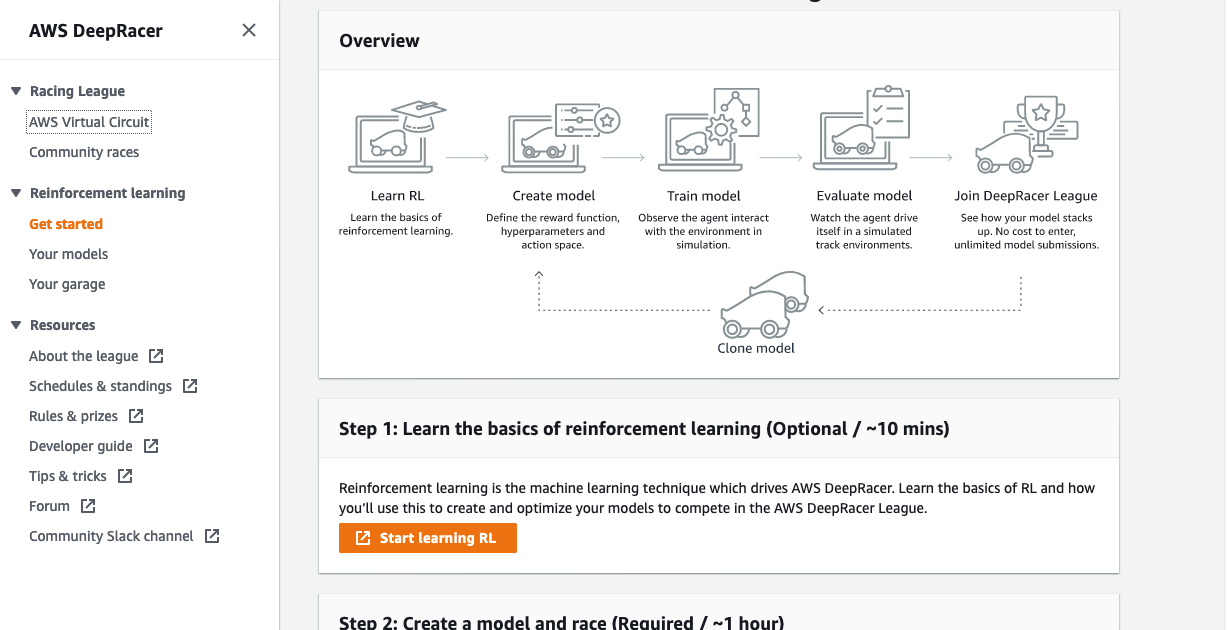 AWS DeepRacer
Racing League
AWS Virtual Circuit
Community races
Reinforcement learning
Get started
Your models
Your garage
Resources
About the league
Schedules & standings
Rules & prizes
Developer guide
Tips & tricks
Forum
Community Slack channel
Overview
Learn RL
Learn the basics of
reinforcement learning.
Create model
Define the reward function,
hyperparameters and
action space.
Train model
Observe the agent interact
with the environment in
simulation.
Evaluate model
Watch the agent drive
itself in a simulated
track environments.
Join DeepRacer League
See how your model stacks
up. No cost to enter,
unlimited model submissions.
Clone model
Step 1: Learn the basics of reinforcement learning (Optional / ~10 mins)
Reinforcement learning is the machine learning technique which drives AWS DeepRacer. Learn the basics of RL and how
you’ll use this to create and optimize your models to compete in the AWS DeepRacer League.
Start learning RL
Step 2: Create a model and race (Required / ~1 hour)